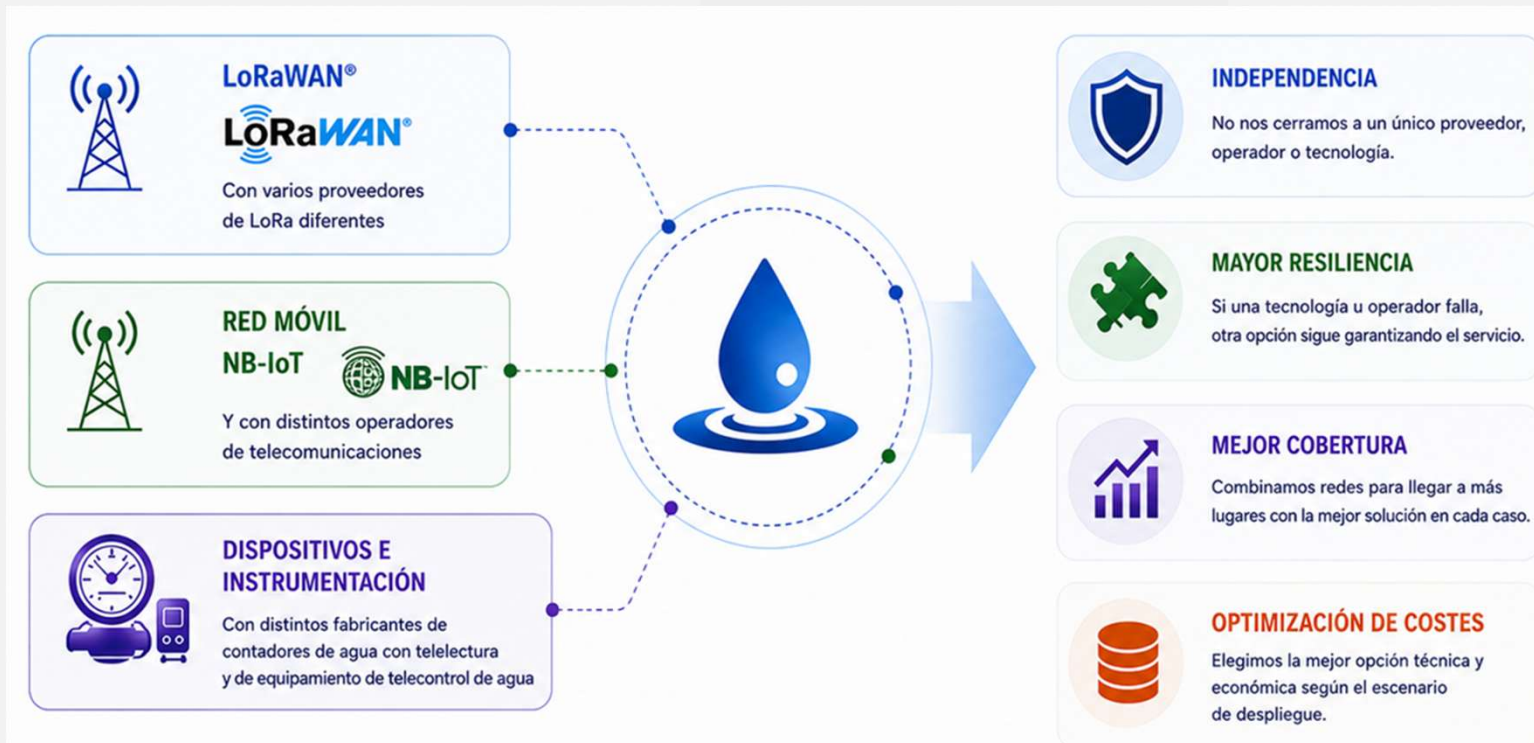 LoRaWAN®
LoRaWAN®
Con varios proveedores
de LoRa diferentes
RED MÓVIL
NB-IoT
NB-IoT
Y con distintos operadores
de telecomunicaciones
DISPOSITIVOS E
INSTRUMENTACIÓN
Con distintos fabricantes de
contadores de agua con telelectura
y de equipamiento de telecontrol de agua
INDEPENDENCIA
No nos cerramos a un único proveedor,
operador o tecnología.
MAYOR RESILIENCIA
Si una tecnología u operador falla,
otra opción sigue garantizando el servicio.
MEJOR COBERTURA
Combinamos redes para llegar a más
lugares con la mejor solución en cada caso.
OPTIMIZACIÓN DE COSTES
Elegimos la mejor opción técnica y
económica según el escenario
de despliegue.